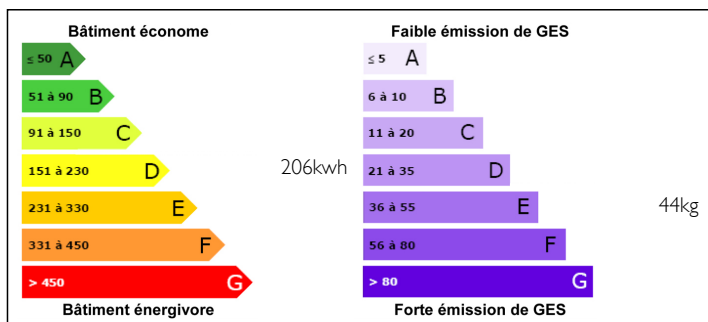 Bâtiment économe
≤ 50 A
51 à 90 B
91 à 150 C
151 à 230 D
206kwh
231 à 330 E
331 à 450 F
> 450 G
Bâtiment énergivore
Faible émission de GES
≤ 5 A
6 à 10 B
11 à 20 C
21 à 35 D
36 à 55 E
44kg
56 à 80 F
> 80 G
Forte émission de GES